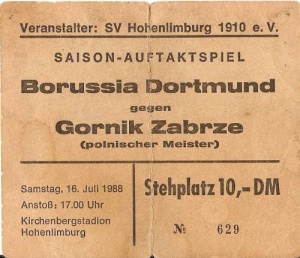 Veranstalter: SV Hohenlimburg 1910 e. V.
SAISON-AUFTAKTSPIEL
Borussia Dortmund
gegen
Gornik Zabrze
(polnischer Meister)
Samstag, 16. Juli 1988
Anstoß: 17.00 Uhr
Kirchenbergstadion
Hohenlimburg
Stehplatz 10,-DM
№ 629